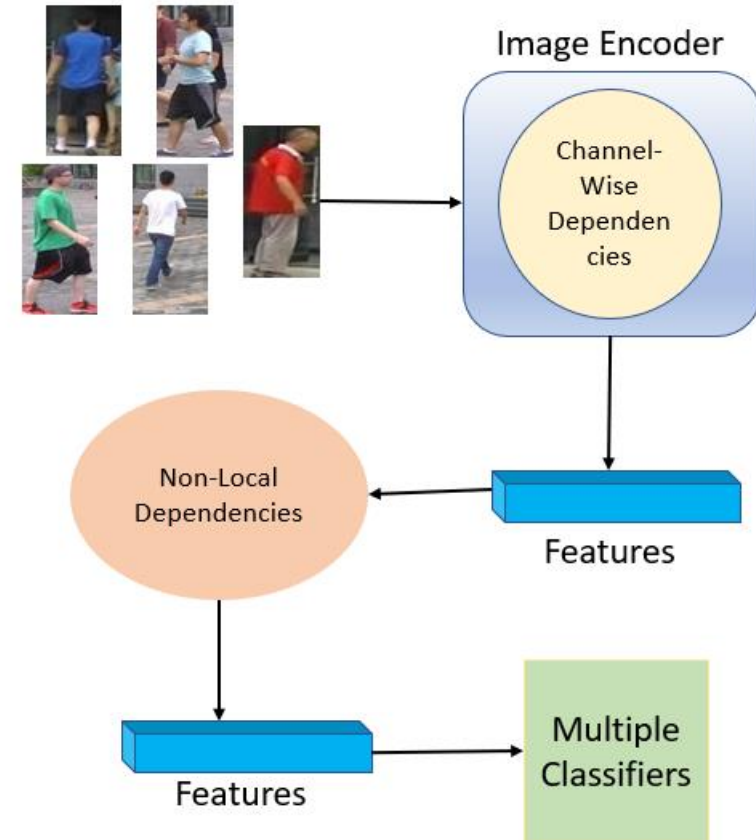 Image Encoder
Channel-
Wise
Dependen
cies
Non-Local
Dependencies
Features
Features
Multiple
Classifiers